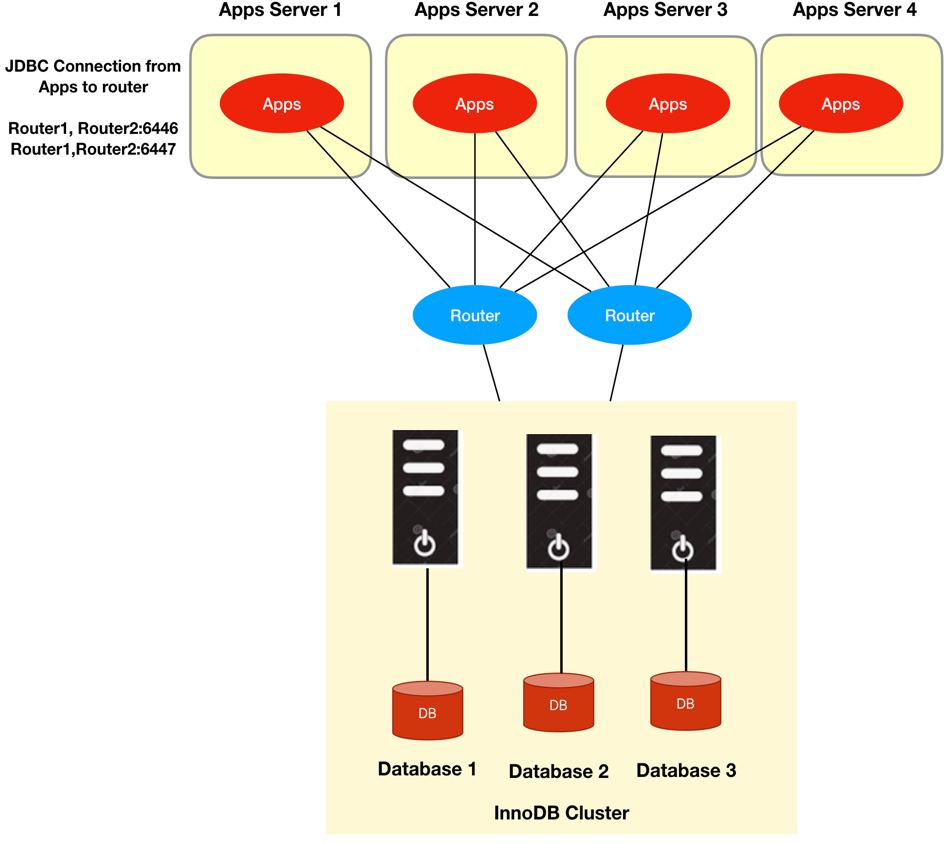 Apps Server 1
Apps Server 2
Apps Server 3
Apps Server 4
JDBC Connection from
Apps to router
Router1, Router2:6446
Router1,Router2:6447
Apps
Apps
Apps
Apps
Router
Router
DB
DB
DB
Database 1
Database 2
Database 3
InnoDB Cluster